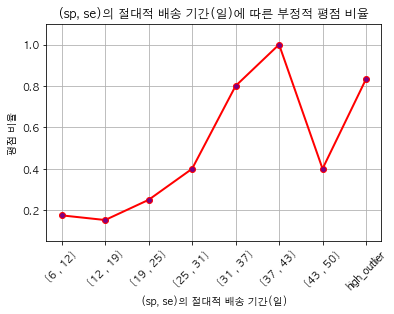 (sp, se)의 절대적 배송 기간(일)에 따른 부정적 평점 비율
평점 비율
1.0
0.8
0.6
0.4
0.2
(6 , 12)
(12 , 19)
(19 , 25)
(25 , 31)
(31 , 37)
(37 , 43)
(43 , 50)
hgh_outlier
(sp, se)의 절대적 배송 기간(일)